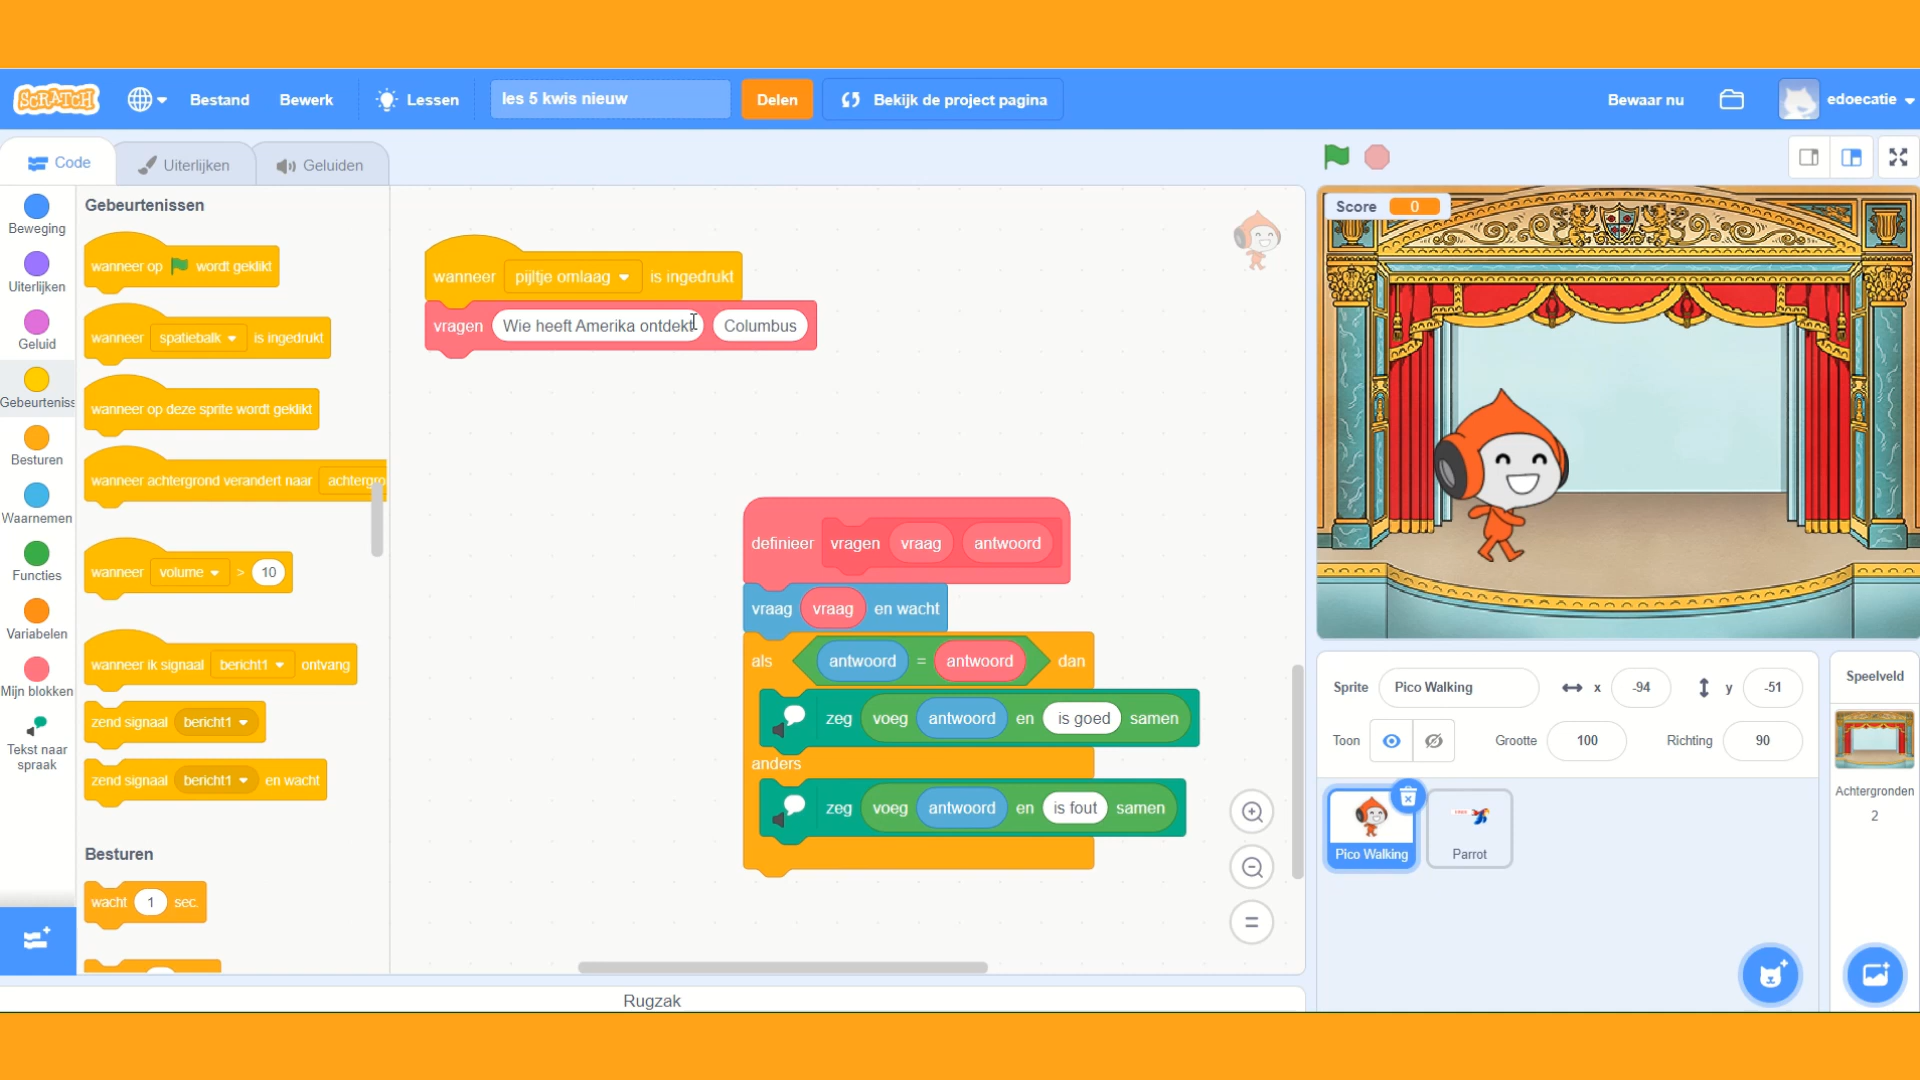 SCRATCH
Bestand
Bewerk
Lessen
les 5 kwis nieuw
Delen
Bekijk de project pagina
Bewaar nu
edoecatie
Code
Uiterlijken
Geluiden
Beweging
Uiterlijken
Geluid
Gebeurteniss
Besturen
Waarnemen
Functies
Variabelen
Mijn blokken
Tekst naar
spraak
Gebeurtenissen
wanneer op wordt geklikt
wanneer spatiebalk is ingedrukt
wanneer op deze sprite wordt geklikt
wanneer achtergrond verandert naar achtergro
wanneer volume > 10
wanneer ik signaal bericht1 ontvang
zend signaal bericht1
zend signaal bericht1 en wacht
Besturen
wacht 1 sec.
wanneer pijltje omlaag is ingedrukt
vragen Wie heeft Amerika ontdekt Columbus
definieer vragen vraag antwoord
vraag vraag en wacht
als antwoord = antwoord dan
zeg voeg antwoord en is goed samen
anders
zeg voeg antwoord en is fout samen
Rugzak
Score 0
Sprite Pico Walking x -94 y -51
Toon Grootte 100 Richting 90
Pico Walking
Parrot
Speelveld
Achtergronden
2